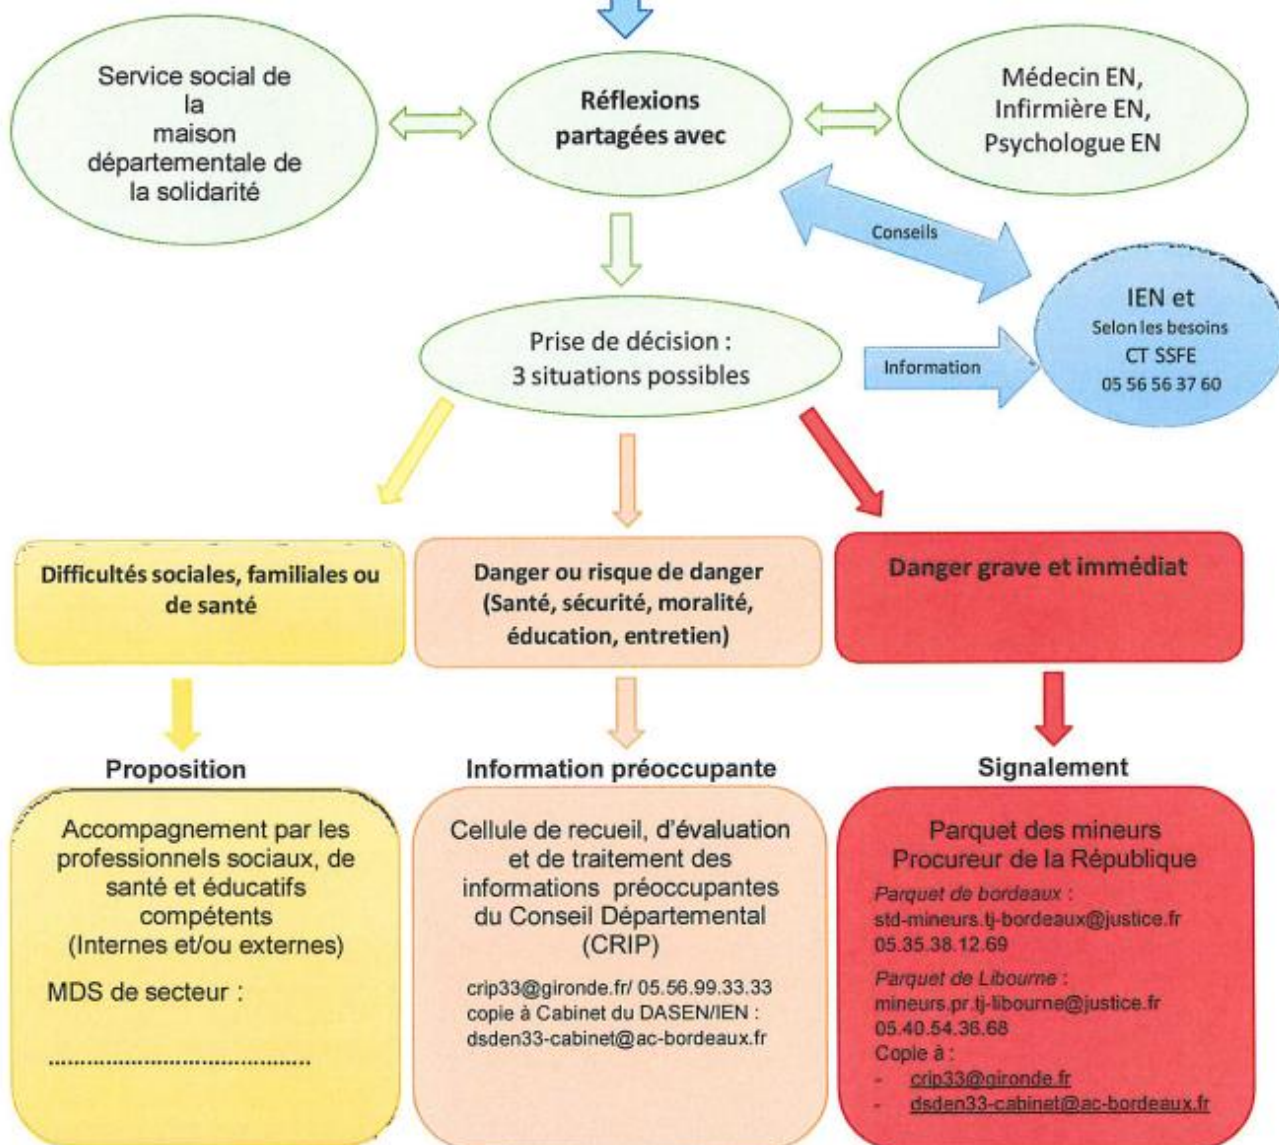 Service social de
la
maison
départementale de
la solidarité
Réflexions
partagées avec
Médecin EN,
Infirmière EN,
Psychologue EN
Conseils
IEN et
Selon les besoins
CT SSFE
05 56 56 37 60
Prise de décision :
3 situations possibles
Information
Difficultés sociales, familiales ou
de santé
Danger ou risque de danger
(Santé, sécurité, moralité,
éducation, entretien)
Danger grave et immédiat
Proposition
Accompagnement par les
professionnels sociaux, de
santé et éducatifs
compétents
(Internes et/ou externes)
MDS de secteur :
.......................................
Information préoccupante
Cellule de recueil, d'évaluation
et de traitement des
informations préoccupantes
du Conseil Départemental
(CRIP)
crip33@gironde.fr/ 05.56.99.33.33
copie à Cabinet du DASEN/IEN :
dsden33-cabinet@ac-bordeaux.fr
Signalement
Parquet des mineurs
Procureur de la République
Parquet de bordeaux :
std-mineurs.tj-bordeaux@justice.fr
05.35.38.12.69
Parquet de Libourne :
mineurs.pr.tj-libourne@justice.fr
05.40.54.36.68
Copie à :
- crip33@gironde.fr
- dsden33-cabinet@ac-bordeaux.fr